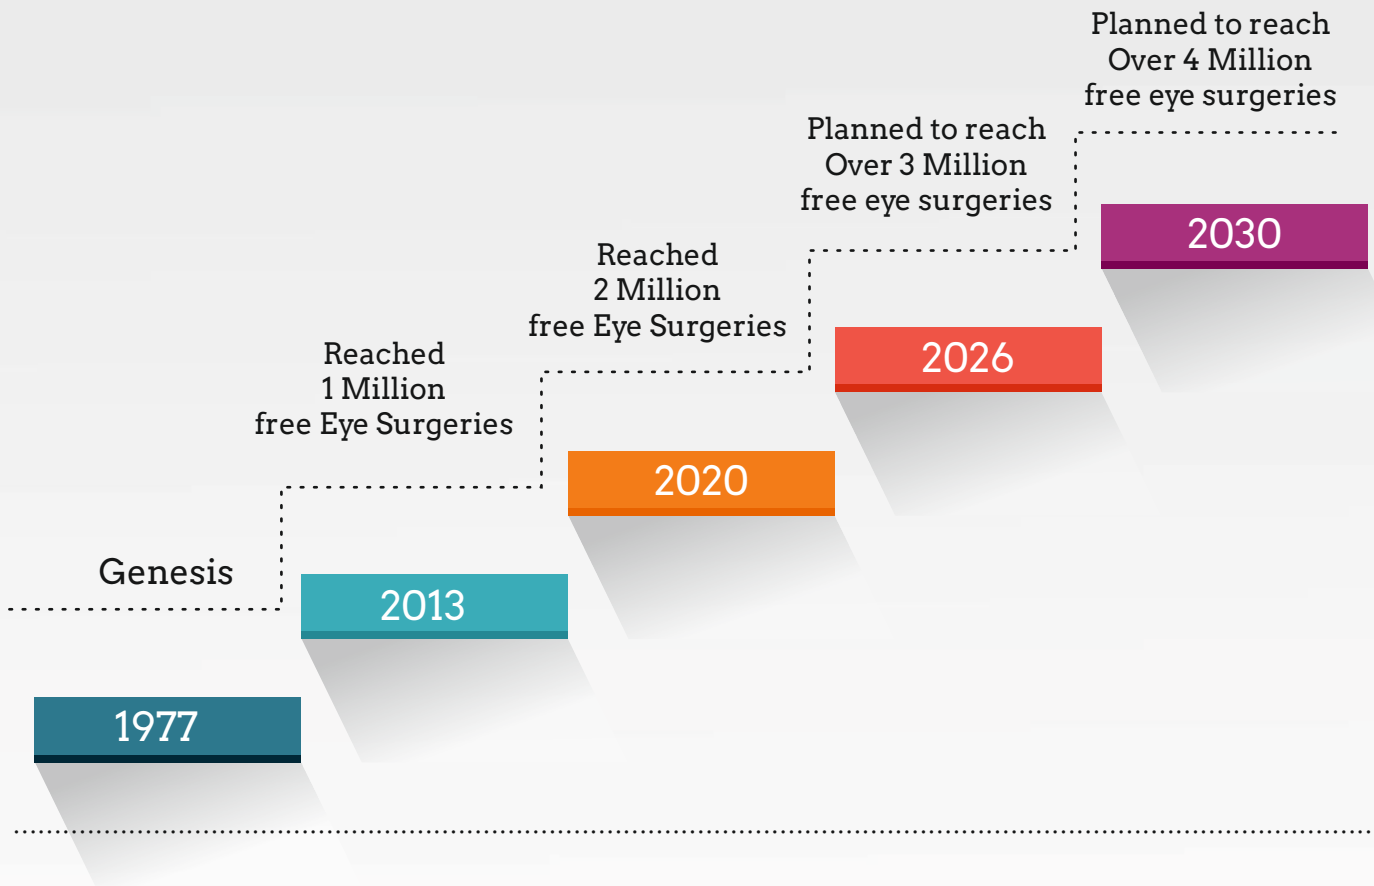 Genesis
1977
Reached
1 Million
free Eye Surgeries
2013
Reached
2 Million
free Eye Surgeries
2020
Planned to reach
Over 3 Million
free eye surgeries
2026
Planned to reach
Over 4 Million
free eye surgeries
2030